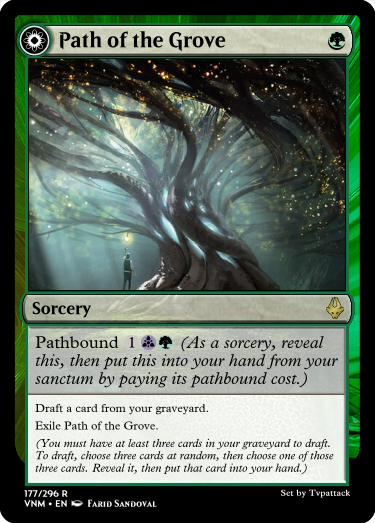 Path of the Grove
Sorcery
Pathbound 1 (As a sorcery, reveal
this, then put this into your hand from your
sanctum by paying its pathbound cost.)
Draft a card from your graveyard.
Exile Path of the Grove.
(You must have at least three cards in your graveyard to draft.
To draft, choose three cards at random, then choose one of those
three cards. Reveal it, then put that card into your hand.)
177/296 R
Set by Tvpattack
VNM • EN Farid Sandoval